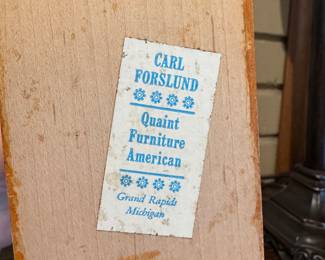 CARL
FORSLUND
Quaint
Furniture
American
Grand Rapids
Michigan